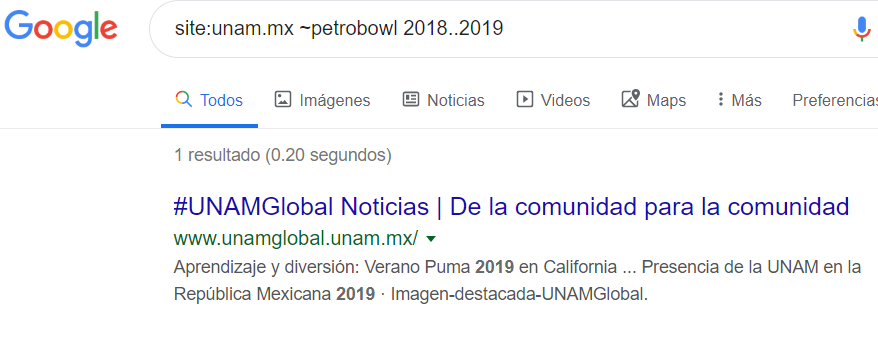 Google
site:unam.mx ~petrobowl 2018..2019
Todos Imágenes Noticias Videos Maps Más Preferencias
1 resultado (0.20 segundos)
#UNAMGlobal Noticias | De la comunidad para la comunidad
www.unamglobal.unam.mx/
Aprendizaje y diversión: Verano Puma 2019 en California ... Presencia de la UNAM en la
República Mexicana 2019 · Imagen-destacada-UNAMGlobal.